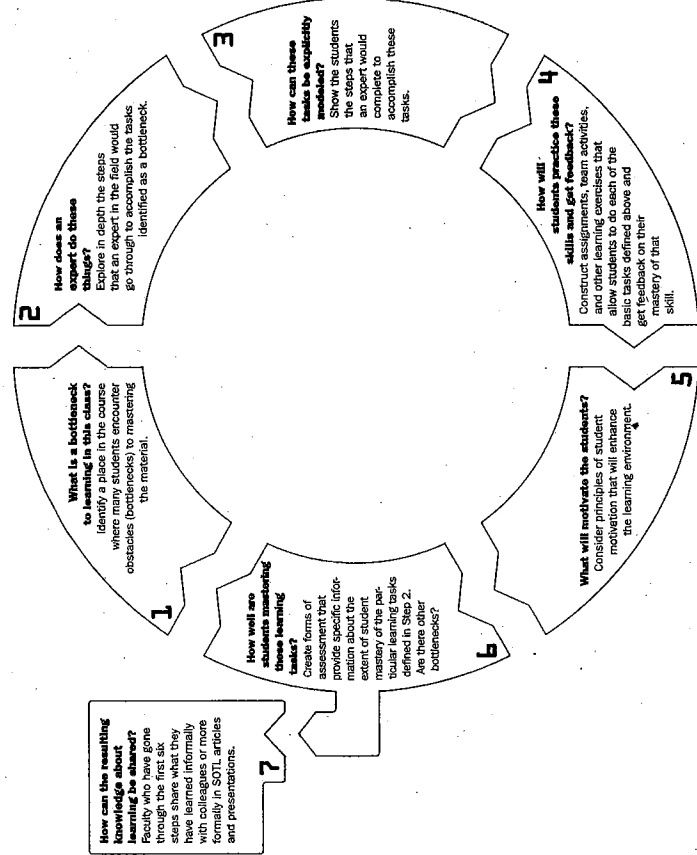 1
What is a bottleneck
to learning in this class?
Identify a place in the course
where many students encounter
obstacles (bottlenecks) to mastering
the material.
2
How does an
expert do these
things?
Explore in depth the steps
that an expert in the field would
go through to accomplish the tasks
identified as a bottleneck.
3
How can these
tasks be explicitly
modeled?
Show the students
the steps that
an expert would
complete to
accomplish these
tasks.
4
How will
students practice these
skills and get feedback?
Construct assignments, team activities,
and other learning exercises that
allow students to do each of the
basic tasks defined above and
get feedback on their
mastery of that
skill.
5
What will motivate the students?
Consider principles of student
motivation that will enhance
the learning environment.
6
How well are
students mastering
these learning
tasks?
Create forms of
assessment that
provide specific infor-
mation about the
extent of student
mastery of the par-
ticular learning tasks
defined in Step 2.
Are there other
bottlenecks?
7
How can the resulting
knowledge about
learning be shared?
Faculty who have gone
through the first six
steps share what they
have learned informally
with colleagues or more
formally in SOTL articles
and presentations.